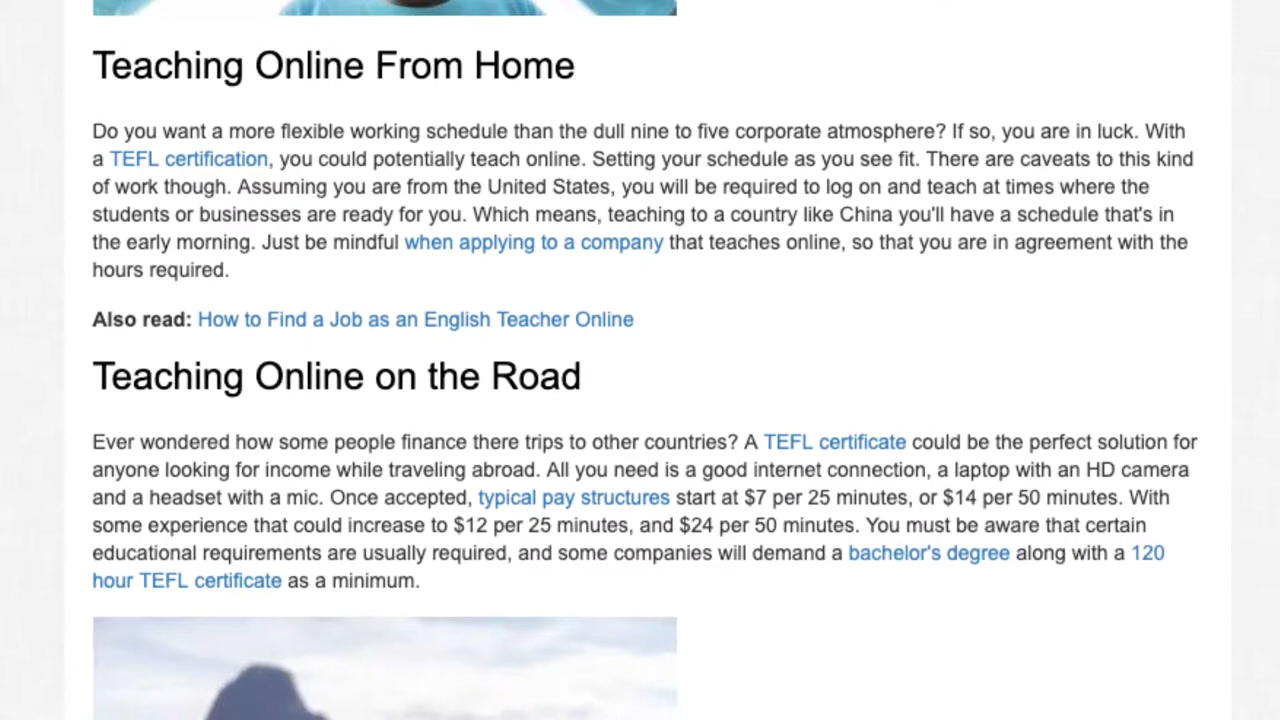 Teaching Online From Home
Do you want a more flexible working schedule than the dull nine to five corporate atmosphere? If so, you are in luck. With
a TEFL certification, you could potentially teach online. Setting your schedule as you see fit. There are caveats to this kind
of work though. Assuming you are from the United States, you will be required to log on and teach at times where the
students or businesses are ready for you. Which means, teaching to a country like China you'll have a schedule that's in
the early morning. Just be mindful when applying to a company that teaches online, so that you are in agreement with the
hours required.
Also read: How to Find a Job as an English Teacher Online
Teaching Online on the Road
Ever wondered how some people finance there trips to other countries? A TEFL certificate could be the perfect solution for
anyone looking for income while traveling abroad. All you need is a good internet connection, a laptop with an HD camera
and a headset with a mic. Once accepted, typical pay structures start at $7 per 25 minutes, or $14 per 50 minutes. With
some experience that could increase to $12 per 25 minutes, and $24 per 50 minutes. You must be aware that certain
educational requirements are usually required, and some companies will demand a bachelor's degree along with a 120
hour TEFL certificate as a minimum.